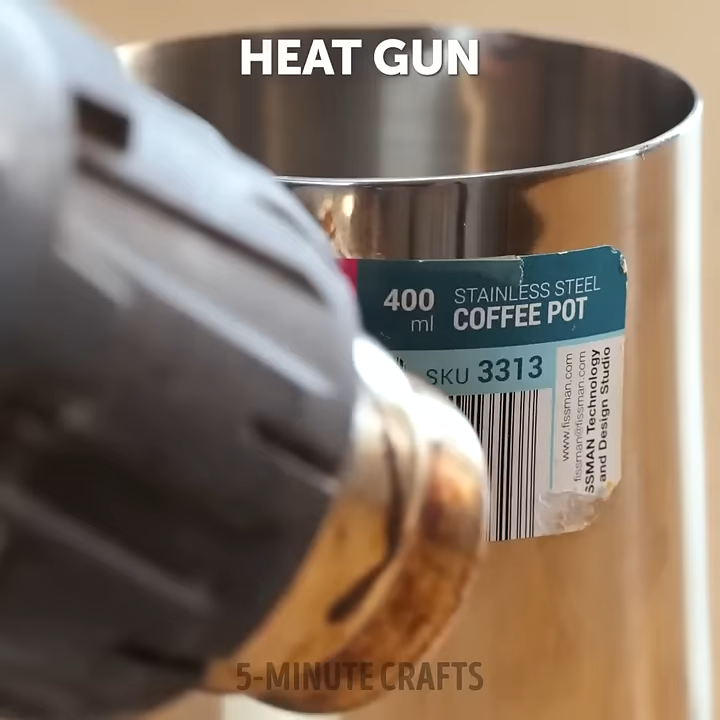 HEAT GUN
400
ml
STAINLESS STEEL
COFFEE POT
SKU 3313
www.fissman.com
fissman@fissman.com
SSMAN Technology
and Design Studio
5-MINUTE CRAFTS